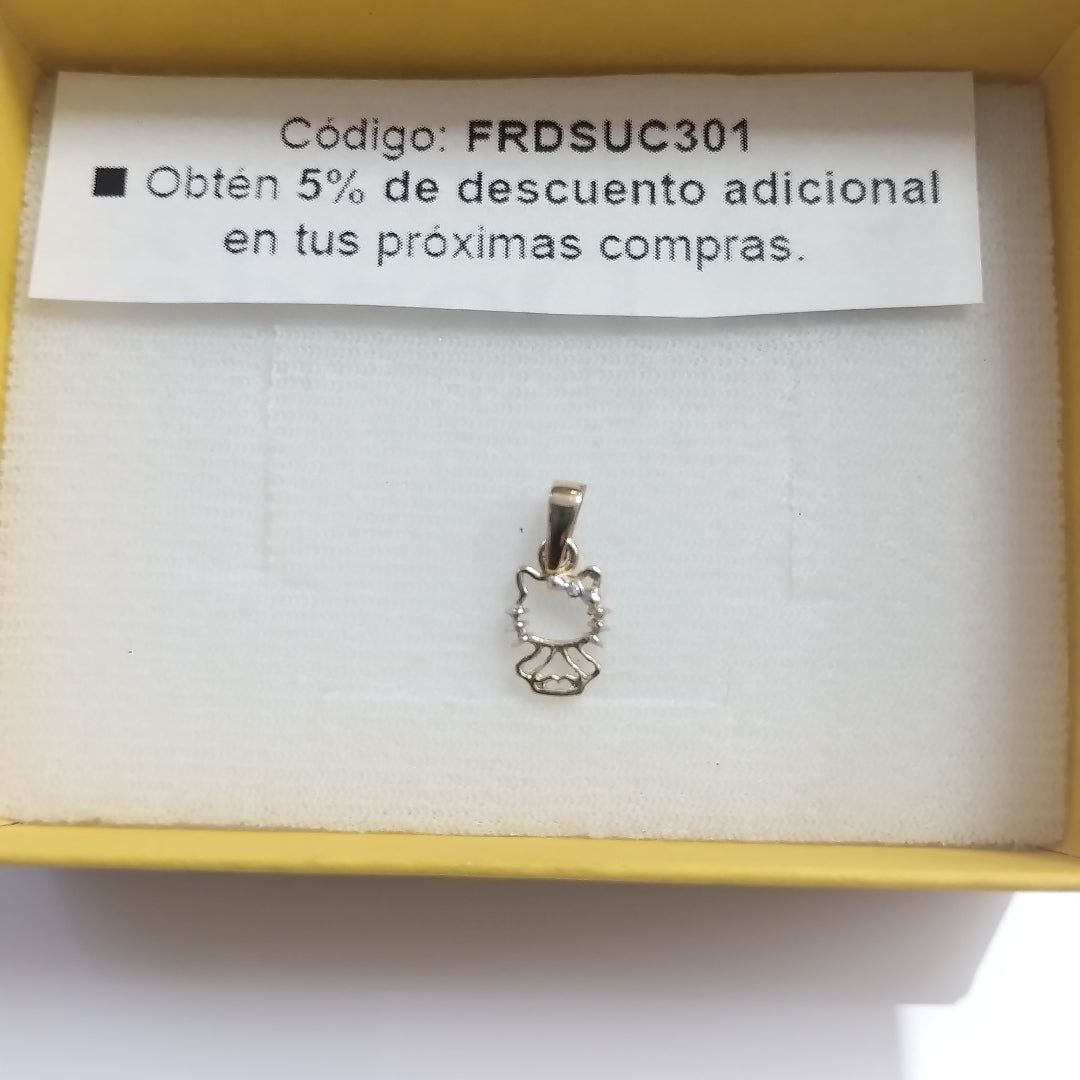 Código: FRDSUC301
■ Obtén 5% de descuento adicional
en tus próximas compras.